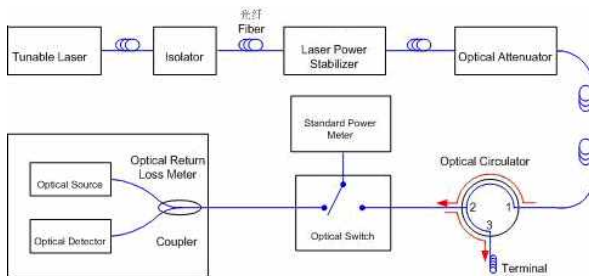 光纤
Fiber
Tunable Laser
Isolator
Laser Power
Stabilizer
Optical Attenuator
Standard Power
Meter
Optical Return
Loss Meter
Optical Source
Optical Detector
Coupler
Optical Switch
Optical Circulator
1
2
3
Terminal